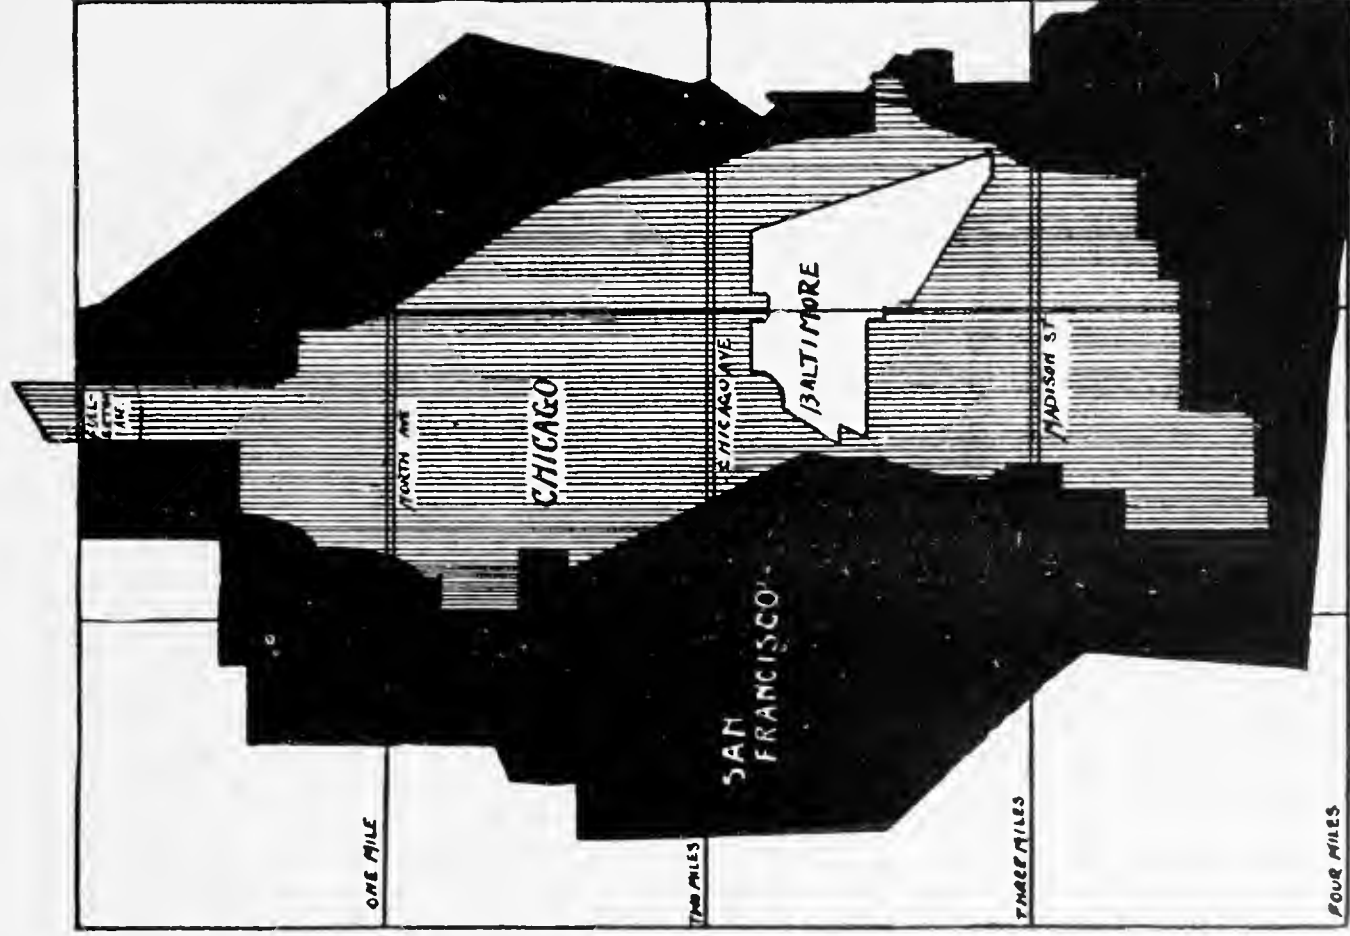 NORTH AVE
CHICAGO
CHICAGO AVE
BALTIMORE
MADISON ST
SAN
FRANCISCO
ONE MILE
TWO MILES
THREE MILES
FOUR MILES